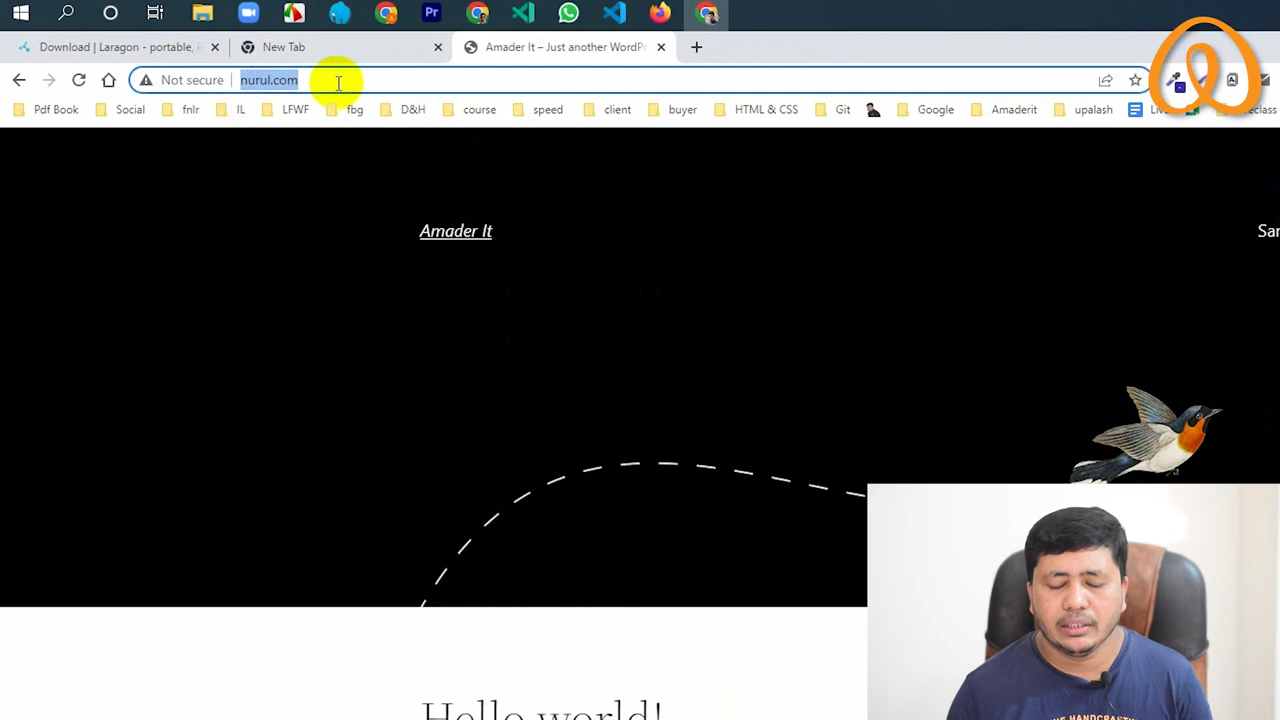 Pr
Download | Laragon - portable,
New Tab
Amader It – Just another WordPr
Not secure
nurul.com
Pdf Book
Social
fnlr
IL
LFWF
fbg
D&H
course
speed
client
buyer
HTML & CSS
Git
Google
Amaderit
upalash
Amader It
Hello world!